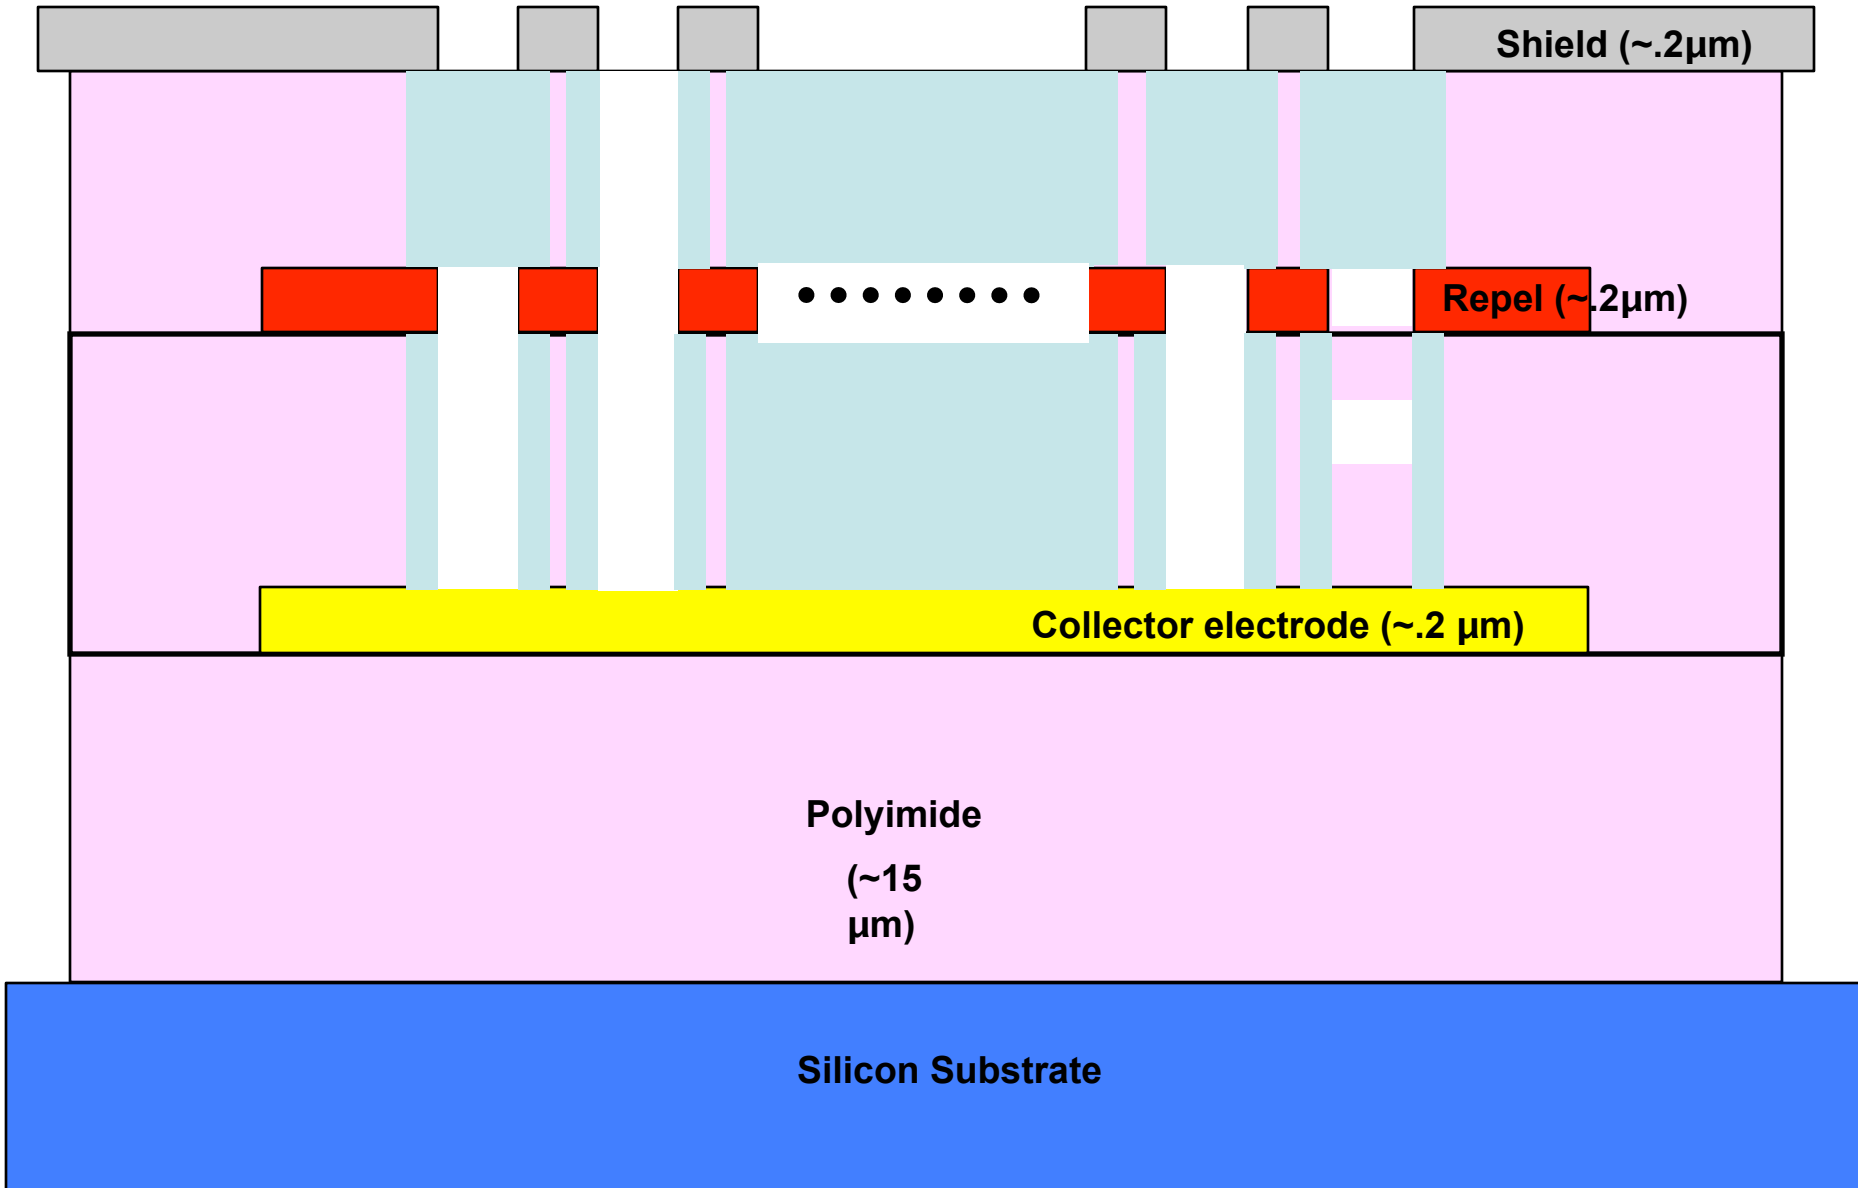 Shield (~.2µm)
Repel (~.2µm)
Collector electrode (~.2 µm)
Polyimide
(~15
µm)
Silicon Substrate